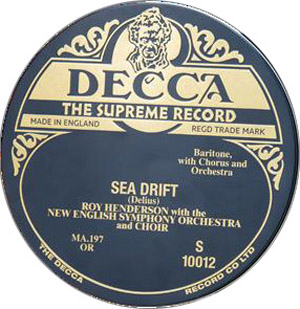 DECCA
THE SUPREME RECORD
MADE IN ENGLAND
REGD TRADE MARK
Baritone,
with Chorus and
Orchestra
SEA DRIFT
(Delius)
ROY HENDERSON with the
NEW ENGLISH SYMPHONY ORCHESTRA
and CHOIR
MA.197
OR
S
10012
THE DECCA RECORD CO LTD